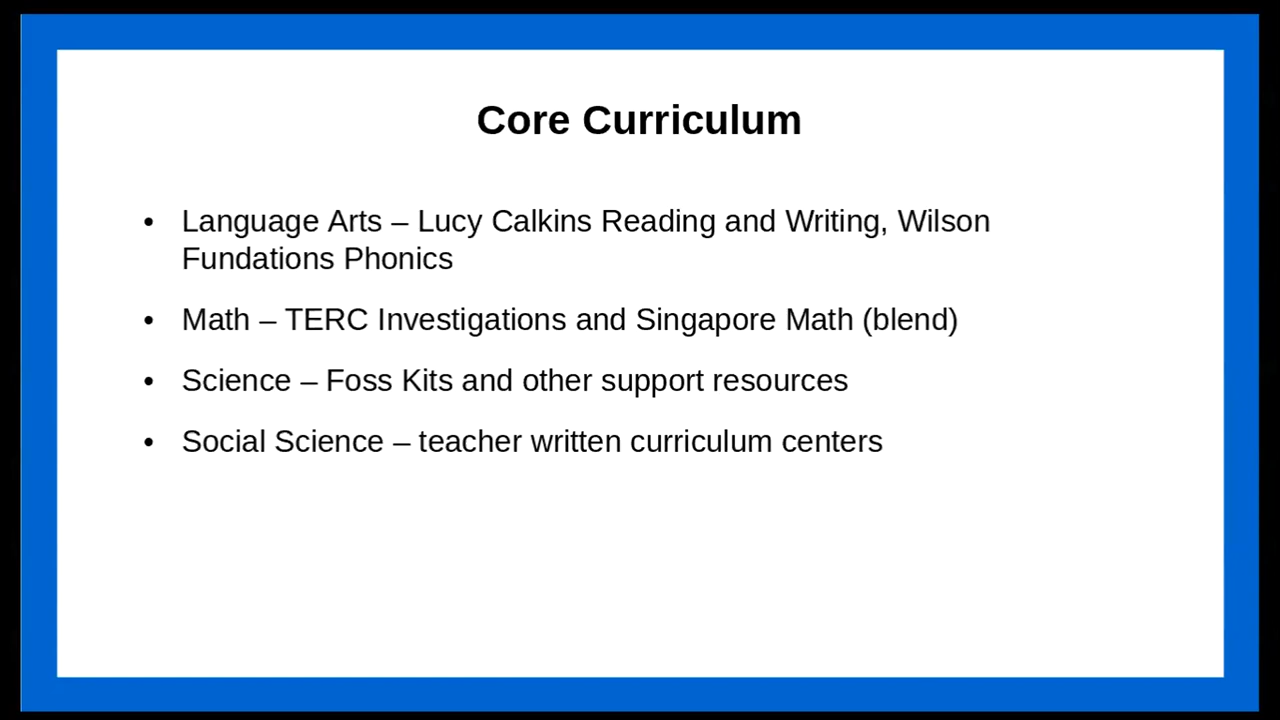 Core Curriculum
• Language Arts – Lucy Calkins Reading and Writing, Wilson
Fundations Phonics
• Math – TERC Investigations and Singapore Math (blend)
• Science – Foss Kits and other support resources
• Social Science – teacher written curriculum centers